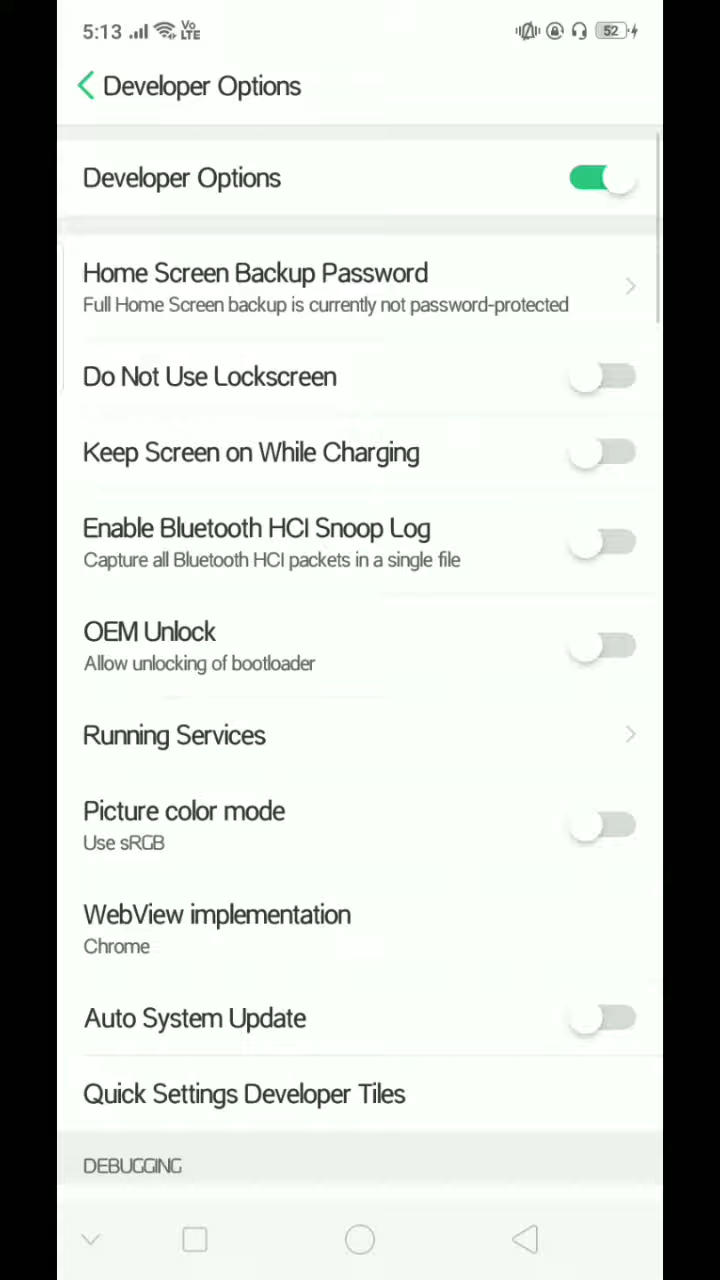 5:13 Vo LTE 52
Developer Options
Developer Options
Home Screen Backup Password
Full Home Screen backup is currently not password-protected
Do Not Use Lockscreen
Keep Screen on While Charging
Enable Bluetooth HCI Snoop Log
Capture all Bluetooth HCI packets in a single file
OEM Unlock
Allow unlocking of bootloader
Running Services
Picture color mode
Use sRGB
WebView implementation
Chrome
Auto System Update
Quick Settings Developer Tiles
DEBUGGING